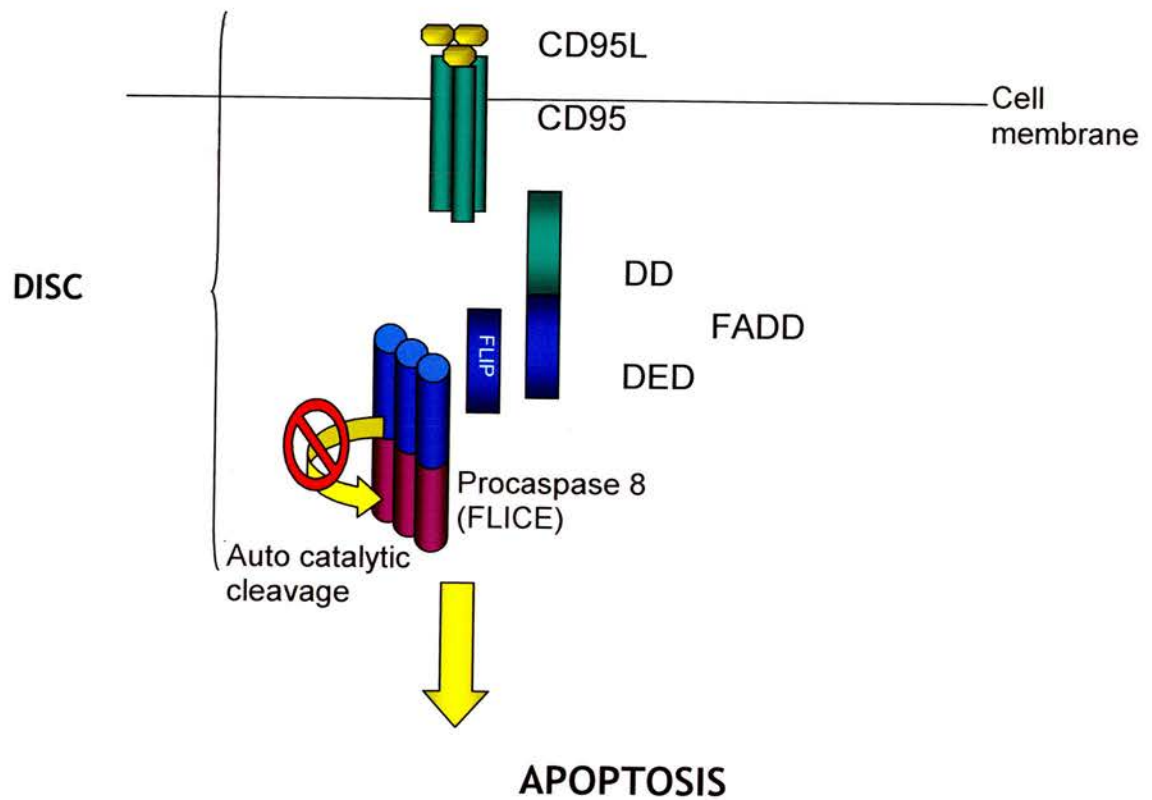 CD95L
Cell
membrane
CD95
DISC
DD
FADD
FLIP
DED
Procaspase 8
(FLICE)
Auto catalytic
cleavage
APOPTOSIS